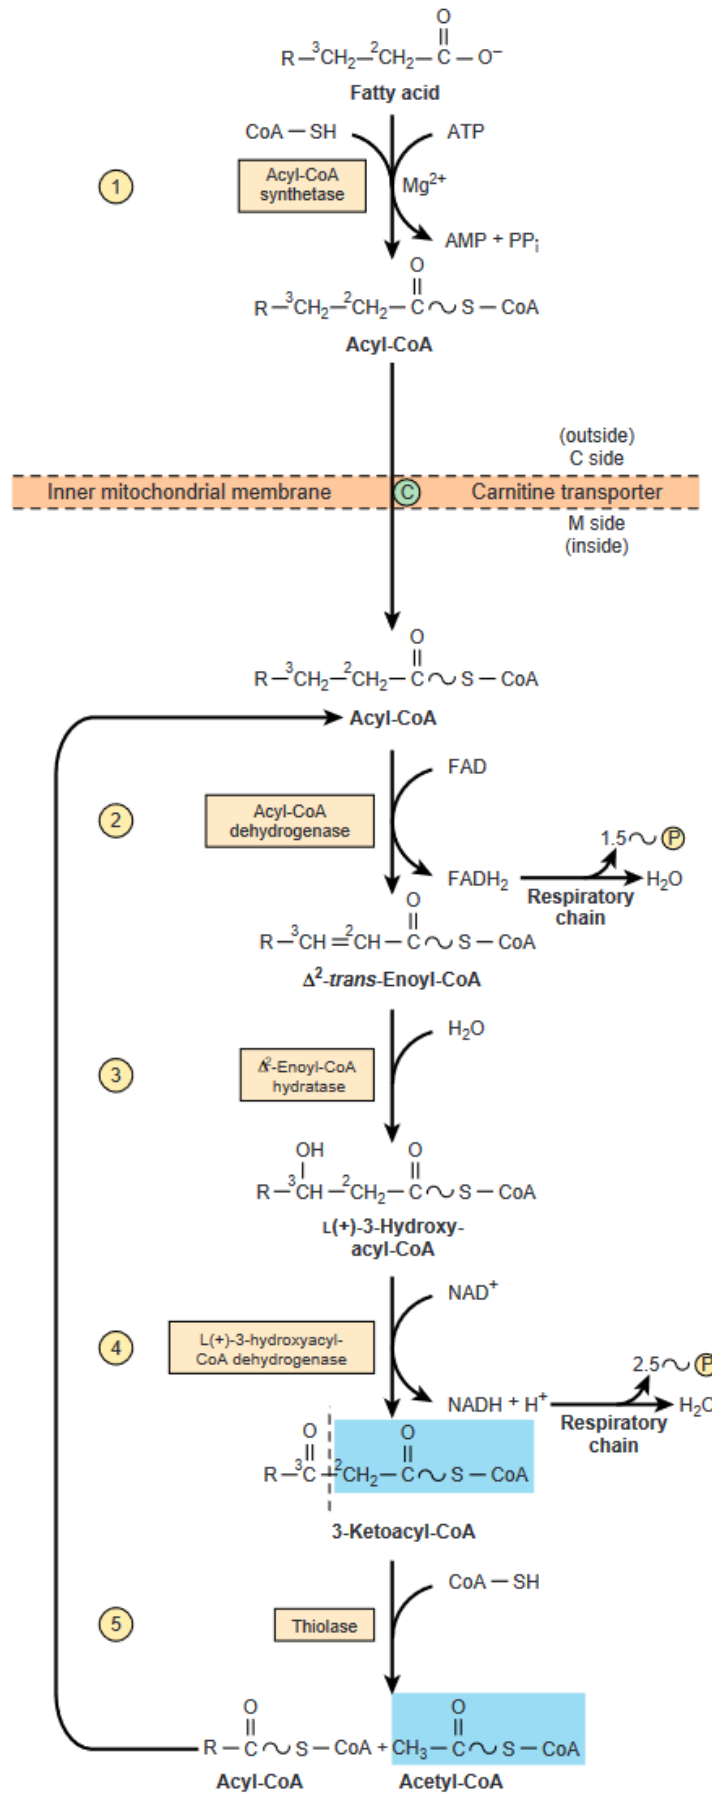 O
R—³CH₂—²CH₂—C—O⁻
Fatty acid
CoA—SH
ATP
1
Acyl-CoA
synthetase
Mg²⁺
AMP + PPᵢ
O
R—³CH₂—²CH₂—C~S—CoA
Acyl-CoA
(outside)
C side
Inner mitochondrial membrane
C
Carnitine transporter
M side
(inside)
O
R—³CH₂—²CH₂—C~S—CoA
Acyl-CoA
FAD
2
Acyl-CoA
dehydrogenase
1.5~P
FADH₂
H₂O
Respiratory
chain
O
R—³CH=²CH—C~S—CoA
Δ²-trans-Enoyl-CoA
H₂O
3
Δ²-Enoyl-CoA
hydratase
OH
O
R—³CH—²CH₂—C~S—CoA
L(+)-3-Hydroxy-
acyl-CoA
NAD⁺
4
L(+)-3-hydroxyacyl-
CoA dehydrogenase
2.5~P
NADH + H⁺
H₂O
Respiratory
chain
O
O
R—³C—²CH₂—C~S—CoA
3-Ketoacyl-CoA
CoA—SH
5
Thiolase
O
O
R—C~S—CoA + CH₃—C~S—CoA
Acyl-CoA
Acetyl-CoA